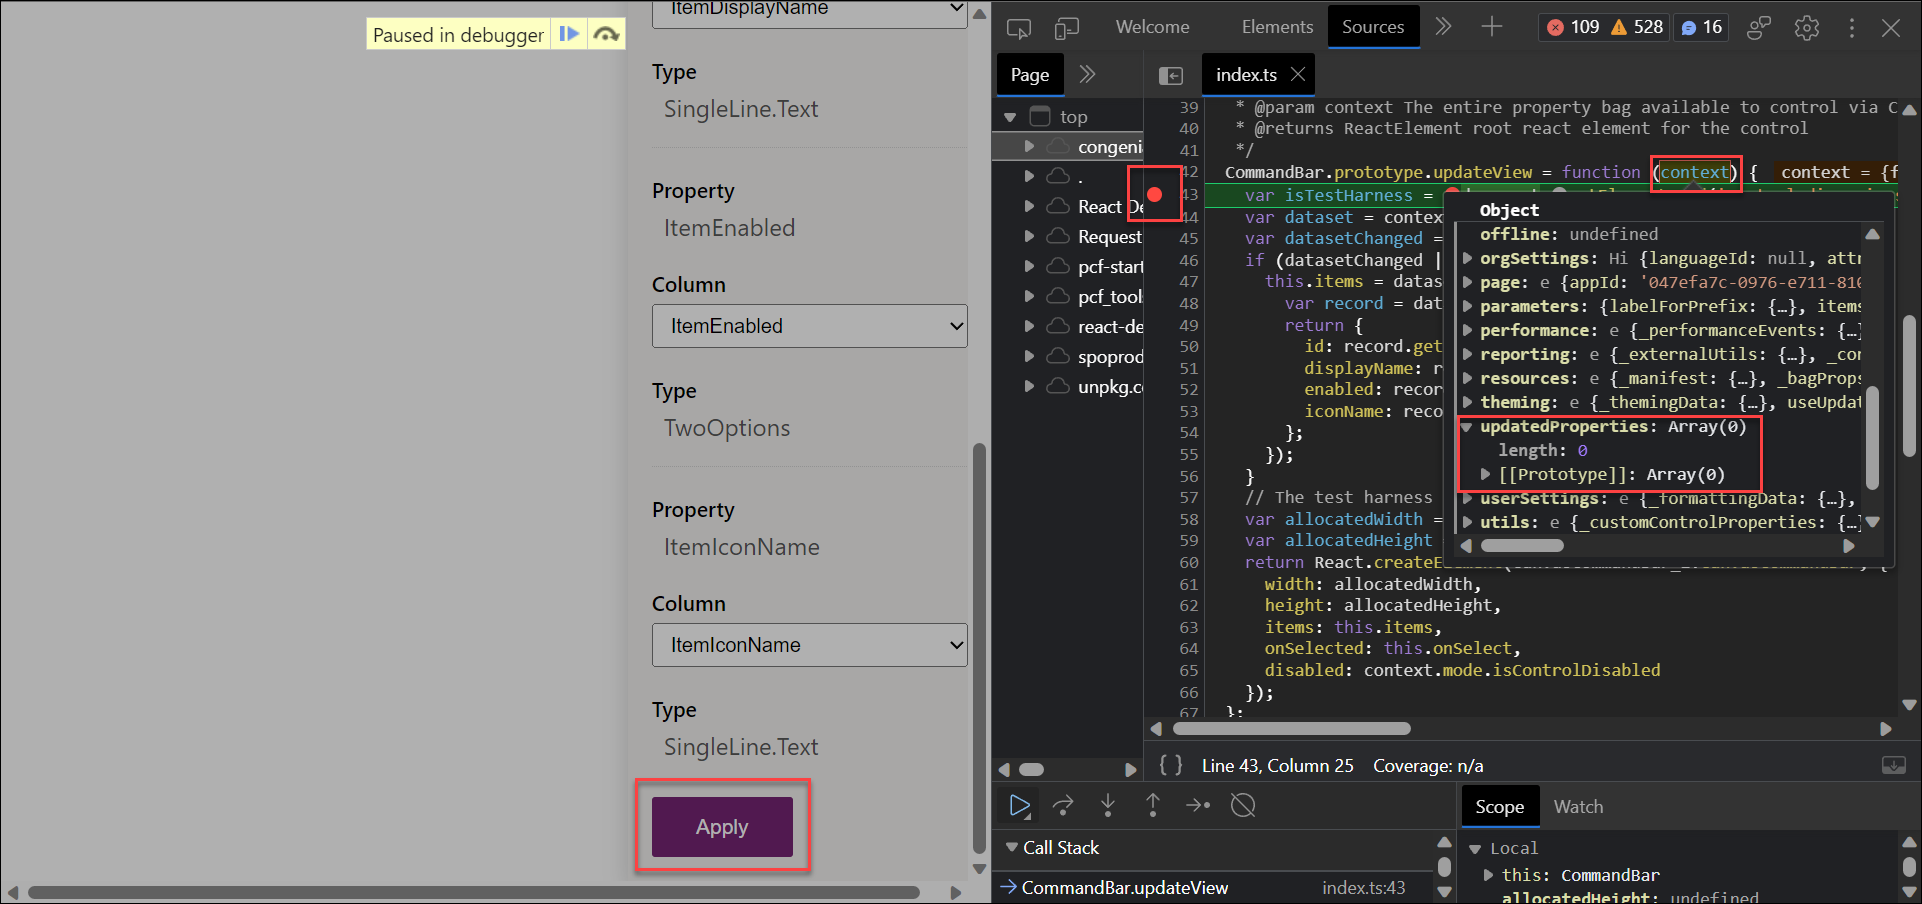 ItemDisplayName
Paused in debugger
Type
SingleLine.Text
Property
ItemEnabled
Column
ItemEnabled
Type
TwoOptions
Property
ItemIconName
Column
ItemIconName
Type
SingleLine.Text
Apply
Welcome Elements Sources 109 528 16
Page index.ts
top
congeni
.
React De
Request
pcf-start
pcf_tools
react-de
spoprod
unpkg.c
39 * @param context The entire property bag available to control via C
40 * @returns ReactElement root react element for the control
41 */
42 CommandBar.prototype.updateView = function (context) { context = {f
43 var isTestHarness =
44 var dataset = contex
45 var datasetChanged =
46 if (datasetChanged |
47 this.items = datas
48 var record = dat
49 return {
50 id: record.get
51 displayName: r
52 enabled: recor
53 iconName: reco
54 };
55 });
56 }
57 // The test harness
58 var allocatedWidth =
59 var allocatedHeight
60 return React.createE
61 width: allocatedWidth,
62 height: allocatedHeight,
63 items: this.items,
64 onSelected: this.onSelect,
65 disabled: context.mode.isControlDisabled
66 });
67 };
Object
offline: undefined
orgSettings: Hi {languageId: null, attr
page: e {appId: '047efa7c-0976-e711-810
parameters: {labelForPrefix: {…}, items
performance: e {_performanceEvents: {…}
reporting: e {_externalUtils: {…}, _con
resources: e {_manifest: {…}, _bagProps
theming: e {_themingData: {…}, useUpdat
updatedProperties: Array(0)
length: 0
[[Prototype]]: Array(0)
userSettings: e {_formattingData: {…},
utils: e {_customControlProperties: {…}
{ } Line 43, Column 25 Coverage: n/a
Scope Watch
Call Stack
CommandBar.updateView index.ts:43
Local
this: CommandBar
allocatedHeight: undefined